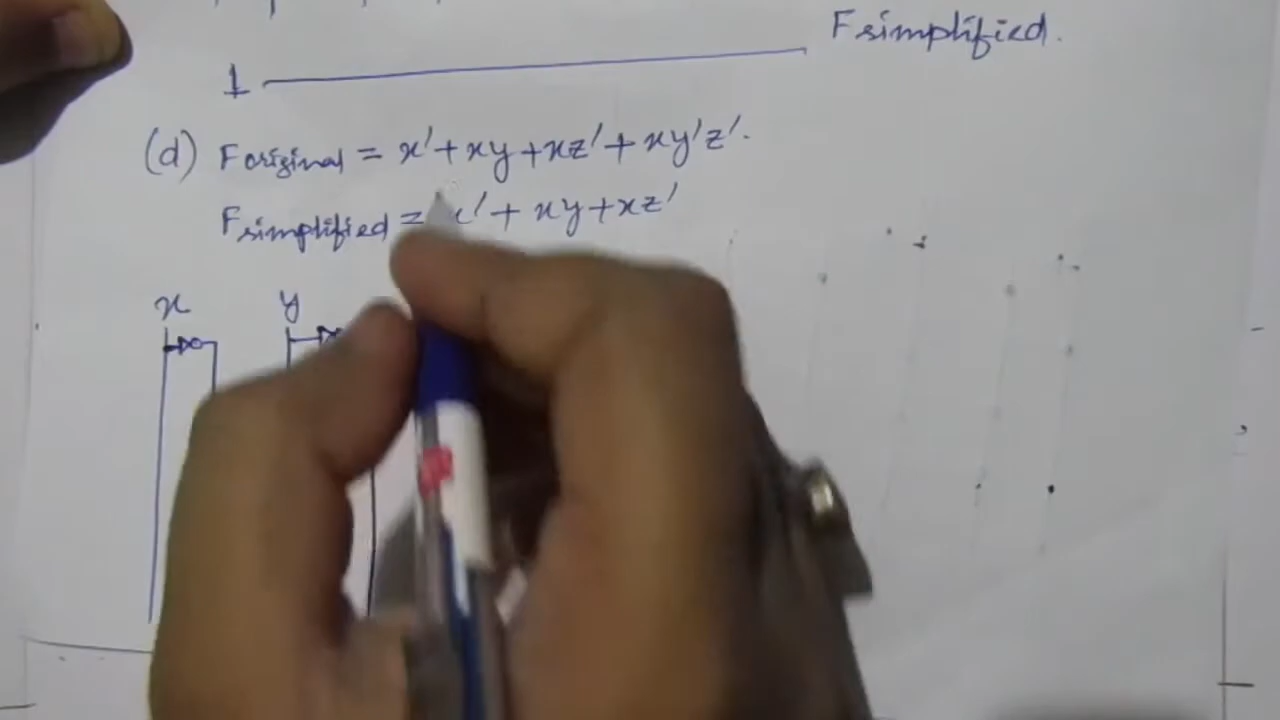 F simplified.
1
(d) F original = x' + xy + xz' + xy'z'.
F simplified = x' + xy + xz'
x y